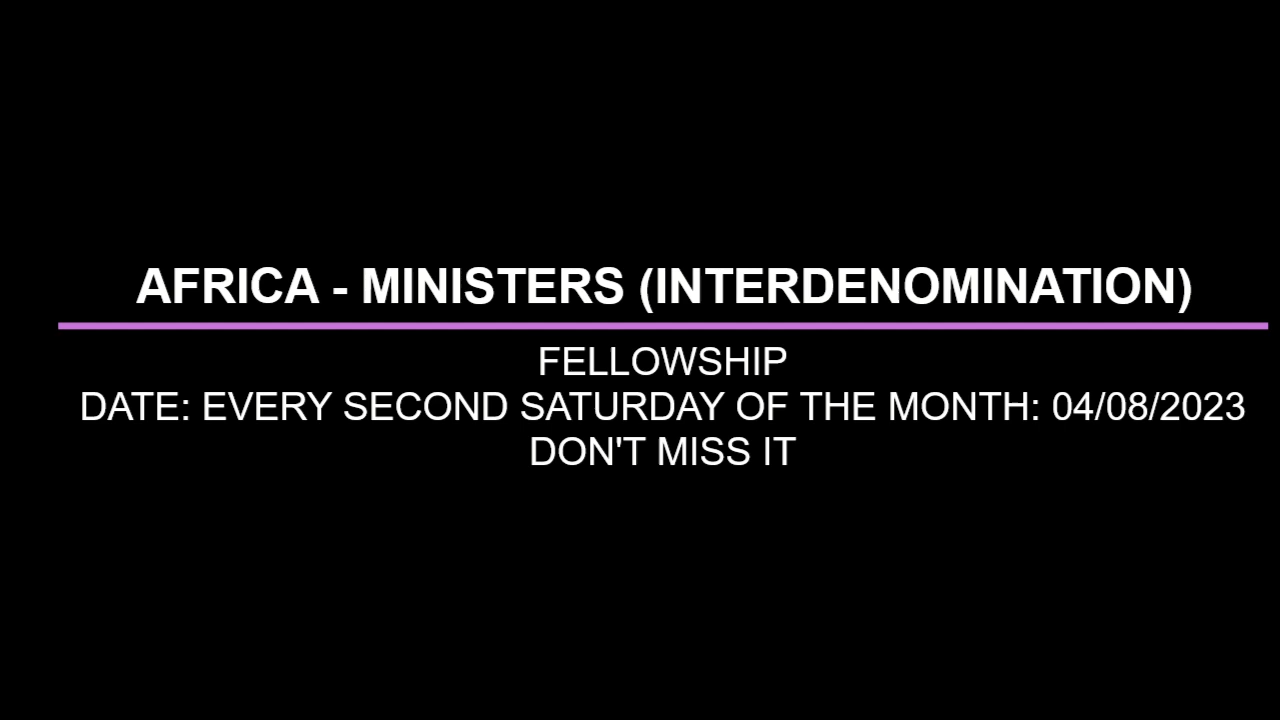 AFRICA - MINISTERS (INTERDENOMINATION)
FELLOWSHIP
DATE: EVERY SECOND SATURDAY OF THE MONTH: 04/08/2023
DON'T MISS IT